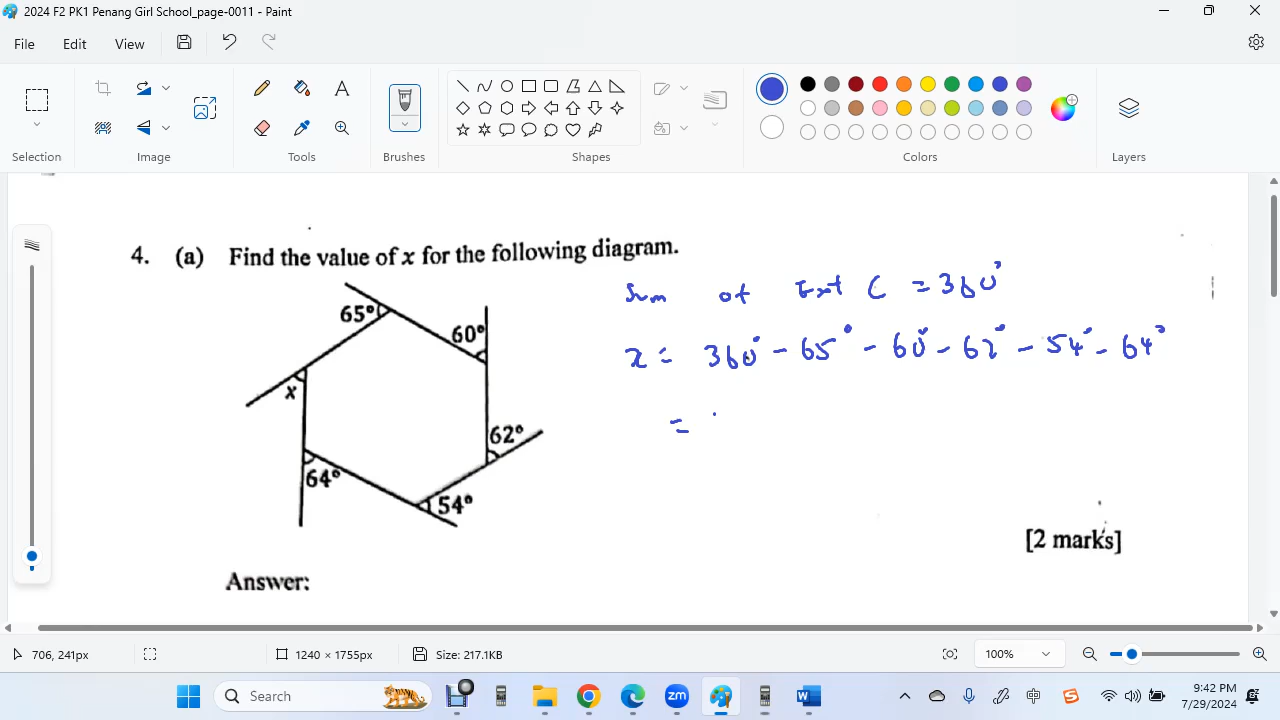 2024 F2 PK1 Penang Girl School_page-0011 - Paint
File Edit View
Selection Image Tools Brushes Shapes Colors Layers
4. (a) Find the value of x for the following diagram.
65°
60°
x
62°
64°
54°
Sum of Ext C = 360°
x = 360° - 65° - 60° - 62° - 54° - 64°
=
[2 marks]
Answer:
706, 241px 1240 × 1755px Size: 217.1KB 100%
Search
zm
中
9:42 PM
7/29/2024